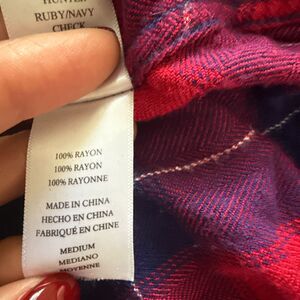 HUNTER
RUBY/NAVY
CHECK
100% RAYON
100% RAYON
100% RAYONNE
MADE IN CHINA
HECHO EN CHINA
FABRIQUÉ EN CHINE
MEDIUM
MEDIANO
MOYENNE